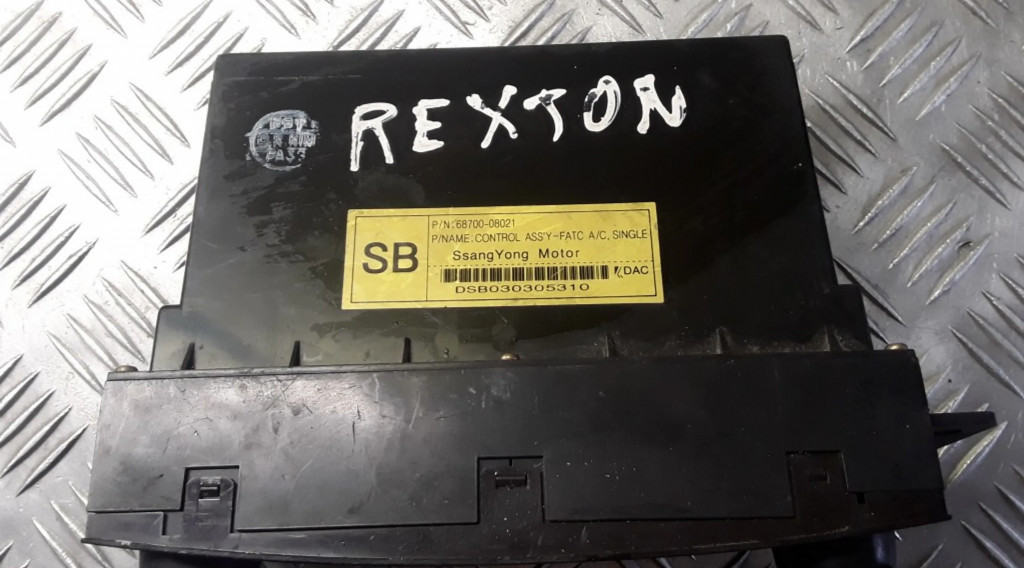 REXTON
SB
P/N:68700-08021
P/NAME:CONTROL ASS'Y-FATC A/C, SINGLE
SsangYong Motor
DAC
DSB030305310